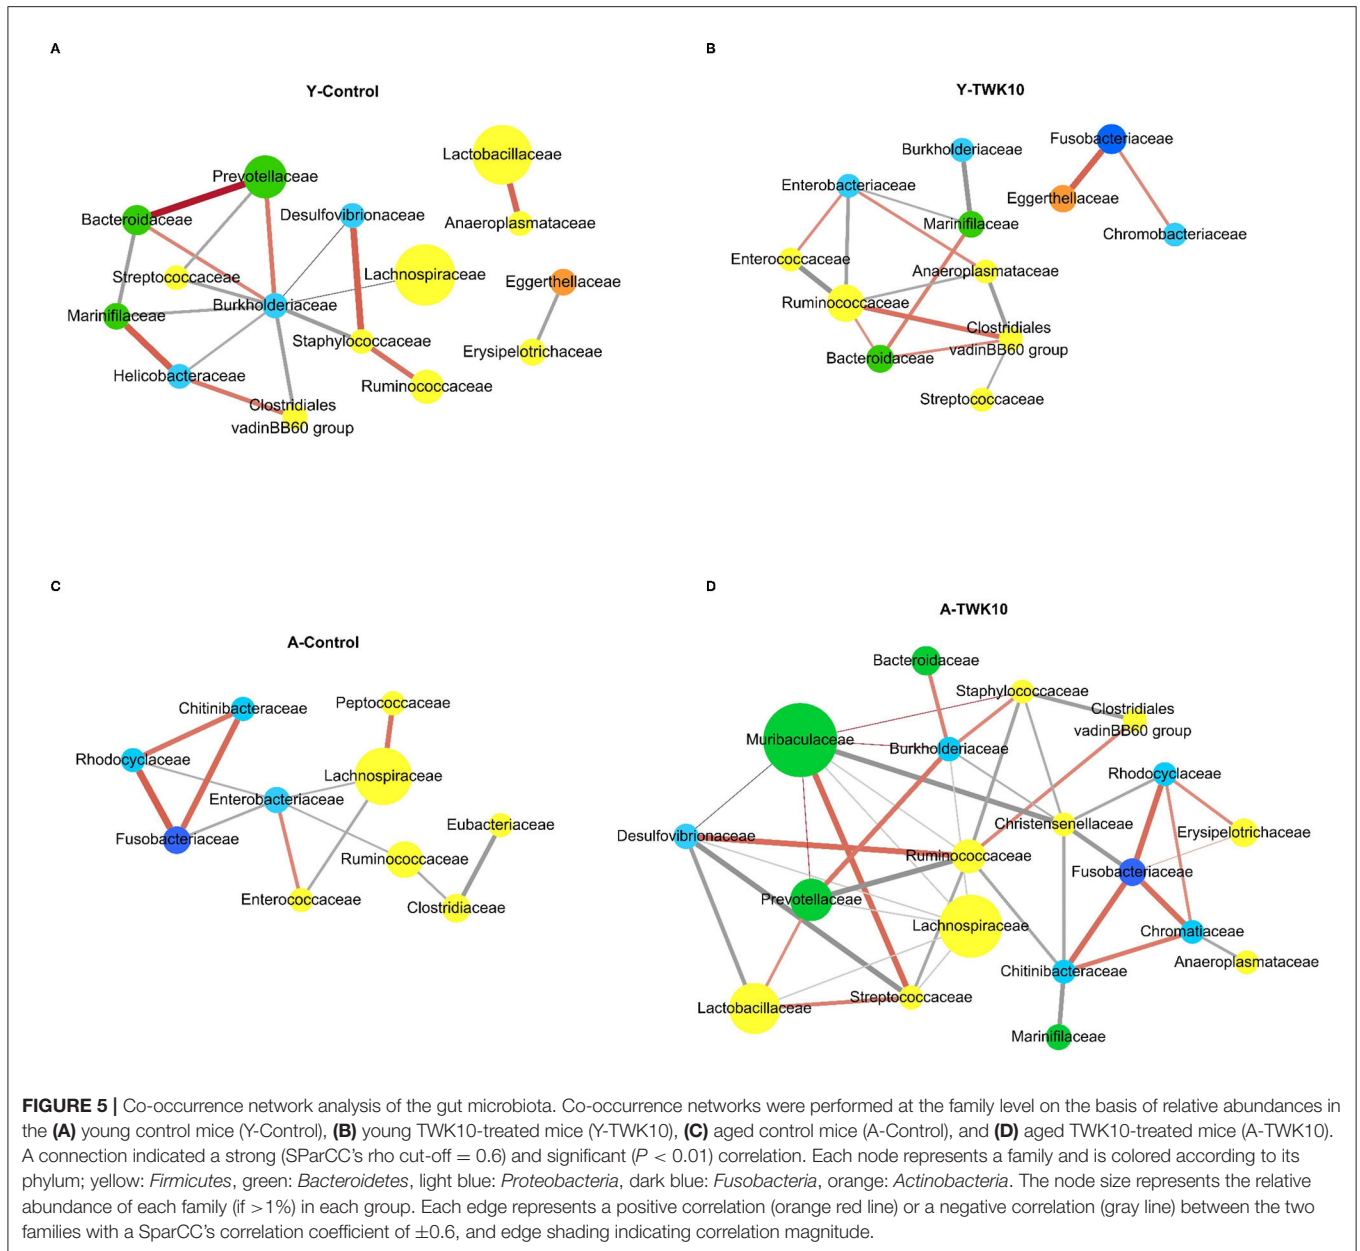 A
Y-Control
Prevotellaceae
Lactobacillaceae
Bacteroidaceae
Desulfovibrionaceae
Anaeroplasmataceae
Streptococcaceae
Lachnospiraceae
Eggerthellaceae
Marinifilaceae
Burkholderiaceae
Staphylococcaceae
Erysipelotrichaceae
Helicobacteraceae
Ruminococcaceae
Clostridiales
vadinBB60 group
B
Y-TWK10
Fusobacteriaceae
Burkholderiaceae
Enterobacteriaceae
Eggerthellaceae
Marinifilaceae
Chromobacteriaceae
Enterococcaceae
Anaeroplasmataceae
Ruminococcaceae
Clostridiales
vadinBB60 group
Bacteroidaceae
Streptococcaceae
C
A-Control
Peptococcaceae
Chitinibacteraceae
Rhodocyclaceae
Lachnospiraceae
Enterobacteriaceae
Eubacteriaceae
Fusobacteriaceae
Ruminococcaceae
Enterococcaceae
Clostridiaceae
D
A-TWK10
Bacteroidaceae
Staphylococcaceae
Clostridiales
vadinBB60 group
Muribaculaceae
Burkholderiaceae
Rhodocyclaceae
Desulfovibrionaceae
Christensenellaceae
Erysipelotrichaceae
Ruminococcaceae
Fusobacteriaceae
Prevotellaceae
Lachnospiraceae
Chromatiaceae
Anaeroplasmataceae
Chitinibacteraceae
Streptococcaceae
Lactobacillaceae
Marinifilaceae
FIGURE 5 | Co-occurrence network analysis of the gut microbiota. Co-occurrence networks were performed at the family level on the basis of relative abundances in
the (A) young control mice (Y-Control), (B) young TWK10-treated mice (Y-TWK10), (C) aged control mice (A-Control), and (D) aged TWK10-treated mice (A-TWK10).
A connection indicated a strong (SParCC's rho cut-off = 0.6) and significant (P < 0.01) correlation. Each node represents a family and is colored according to its
phylum; yellow: Firmicutes, green: Bacteroidetes, light blue: Proteobacteria, dark blue: Fusobacteria, orange: Actinobacteria. The node size represents the relative
abundance of each family (if >1%) in each group. Each edge represents a positive correlation (orange red line) or a negative correlation (gray line) between the two
families with a SparCC's correlation coefficient of ±0.6, and edge shading indicating correlation magnitude.